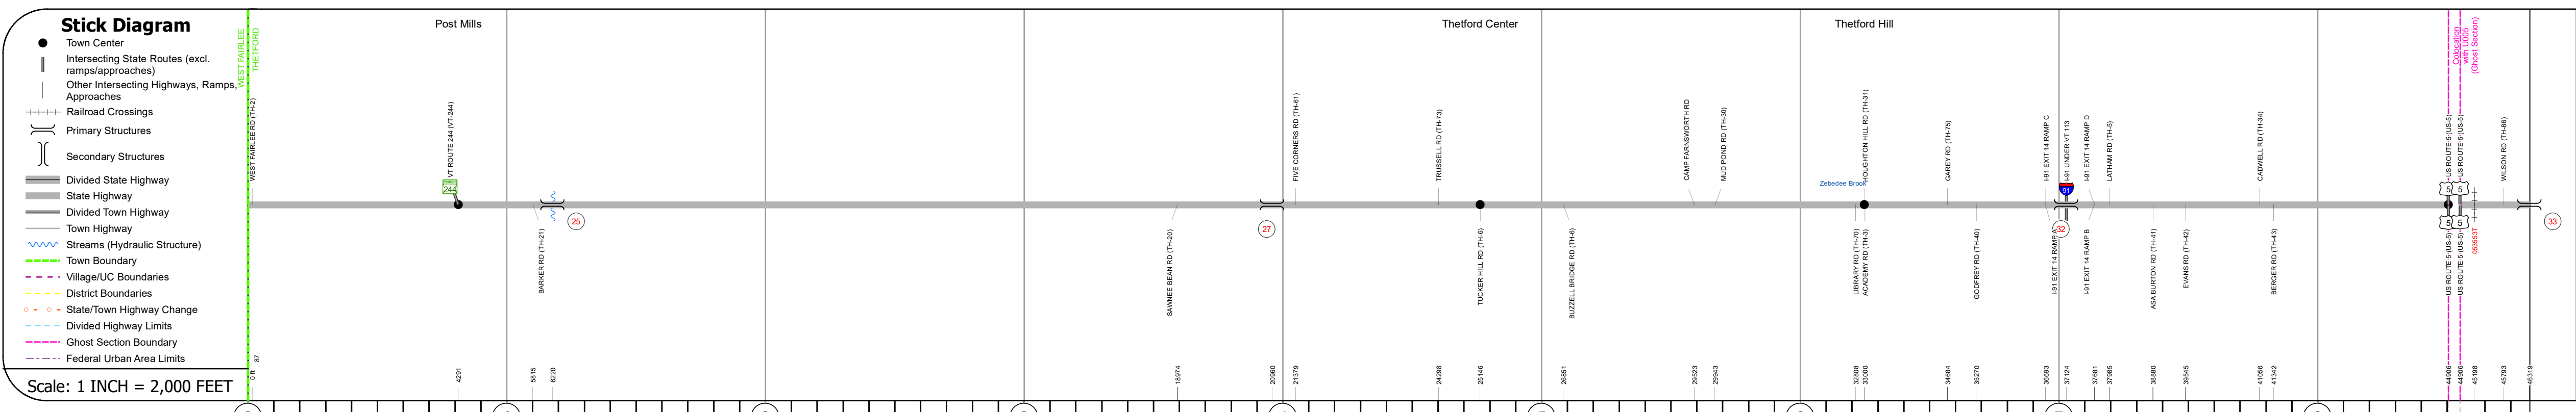 Stick Diagram
Town Center
Intersecting State Routes (excl.
ramps/approaches)
Other Intersecting Highways, Ramps,
Approaches
Railroad Crossings
Primary Structures
Secondary Structures
Divided State Highway
State Highway
Divided Town Highway
Town Highway
Streams (Hydraulic Structure)
Town Boundary
Village/UC Boundaries
District Boundaries
State/Town Highway Change
Divided Highway Limits
Ghost Section Boundary
Federal Urban Area Limits
Scale: 1 INCH = 2,000 FEET
Post Mills
Thetford Center
Thetford Hill
WEST FAIRLEE
THETFORD
WEST FAIRLEE RD (TH-2)
VT ROUTE 244 (VT-244)
244
BARKER RD (TH-21)
25
SAWNEE BEAN RD (TH-20)
27
FIVE CORNERS RD (TH-61)
TRUSSELL RD (TH-73)
TUCKER HILL RD (TH-6)
BUZZELL BRIDGE RD (TH-6)
CAMP FARNSWORTH RD
MUD POND RD (TH-30)
Zebedee Brook
HOUGHTON HILL RD (TH-31)
LIBRARY RD (TH-70)
ACADEMY RD (TH-3)
GAREY RD (TH-75)
GODFREY RD (TH-40)
I-91 EXIT 14 RAMP C
I-91 EXIT 14 RAMP A
I-91 UNDER VT 113
91
32
I-91 EXIT 14 RAMP D
I-91 EXIT 14 RAMP B
LATHAM RD (TH-5)
ASA BURTON RD (TH-41)
EVANS RD (TH-42)
CADWELL RD (TH-34)
BERGER RD (TH-43)
Colocation
with U005
(Ghost Section)
US ROUTE 5 (US-5)
US ROUTE 5 (US-5)
5
5
5
5
US ROUTE 5 (US-5)
US ROUTE 5 (US-5)
053653T
WILSON RD (TH-86)
33
0 ft
87
4291
5815
6220
18974
20960
21379
24298
25146
26851
29523
29943
32808
33000
34684
35270
36693
37124
37681
37985
38880
39545
41056
41342
44906
44906
45198
45793
46319